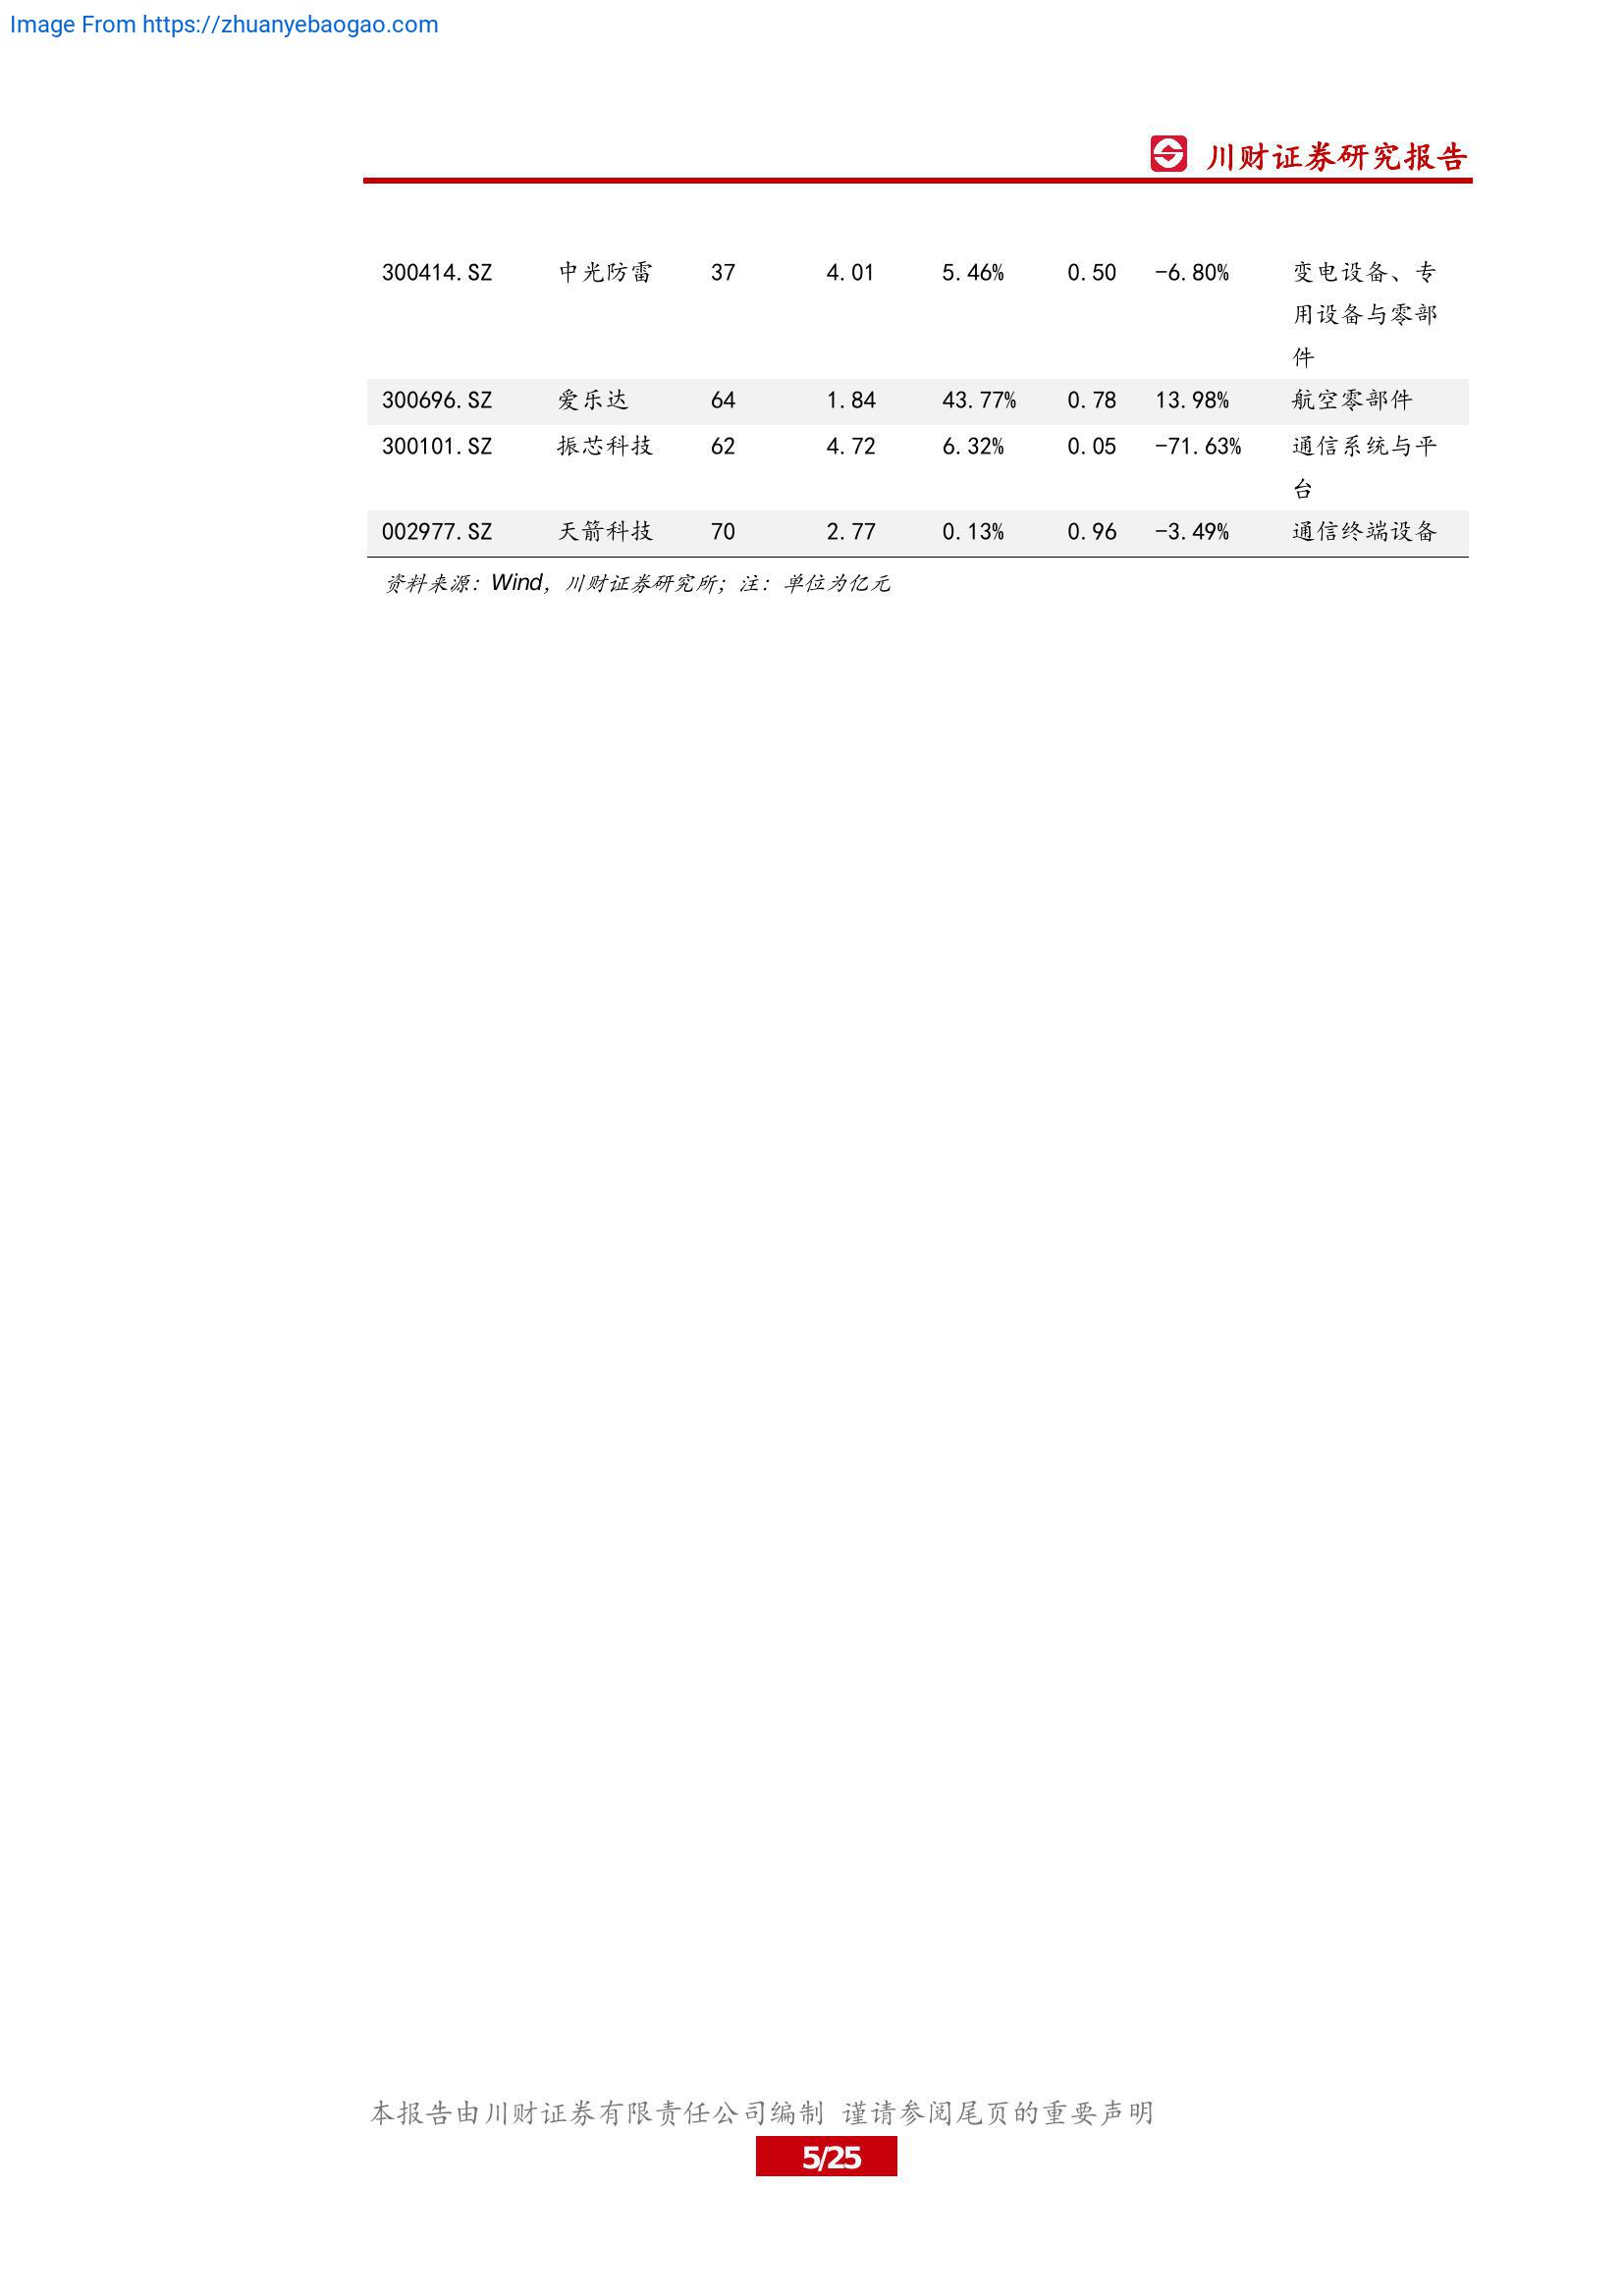 Image From https://zhuanyebaogao.com
川财证券研究报告
300414.SZ 中光防雷 37 4.01 5.46% 0.50 -6.80% 变电设备、专
用设备与零部
件
300696.SZ 爱乐达 64 1.84 43.77% 0.78 13.98% 航空零部件
300101.SZ 振芯科技 62 4.72 6.32% 0.05 -71.63% 通信系统与平
台
002977.SZ 天箭科技 70 2.77 0.13% 0.96 -3.49% 通信终端设备
资料来源：Wind，川财证券研究所；注：单位为亿元
本报告由川财证券有限责任公司编制 谨请参阅尾页的重要声明
5/25